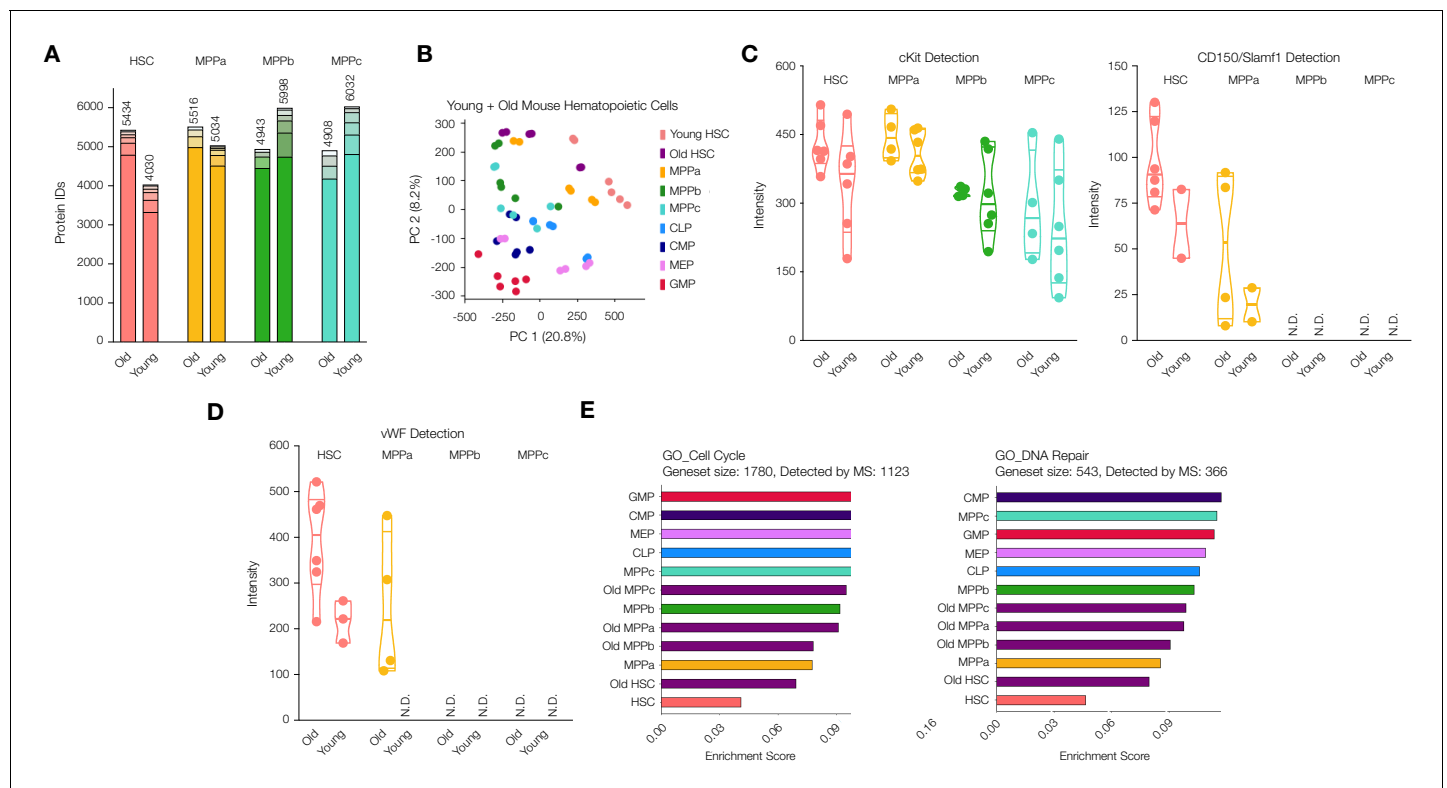 A
HSC MPPa MPPb MPPc
Protein IDs
6000
5000
4000
3000
2000
1000
0
5434 4030 5516 5034 4943 5998 4908 6032
Old Young Old Young Old Young Old Young
B
Young + Old Mouse Hematopoietic Cells
PC 2 (8.2%)
300
200
100
0
-100
-200
-300
-500 -250 0 250 500
PC 1 (20.8%)
Young HSC
Old HSC
MPPa
MPPb
MPPc
CLP
CMP
MEP
GMP
C
cKit Detection
HSC MPPa MPPb MPPc
Intensity
600
450
300
150
0
Old Young Old Young Old Young Old Young
CD150/Slamf1 Detection
HSC MPPa MPPb MPPc
Intensity
150
125
100
75
50
25
0
N.D. N.D. N.D. N.D.
Old Young Old Young Old Young Old Young
D
vWF Detection
HSC MPPa MPPb MPPc
Intensity
600
500
400
300
200
100
0
N.D. N.D. N.D. N.D. N.D.
Old Young Old Young Old Young Old Young
E
GO_Cell Cycle
Geneset size: 1780, Detected by MS: 1123
GMP
CMP
MEP
CLP
MPPc
Old MPPc
MPPb
Old MPPa
Old MPPb
MPPa
Old HSC
HSC
0.00 0.03 0.06 0.09
Enrichment Score
GO_DNA Repair
Geneset size: 543, Detected by MS: 366
CMP
MPPc
GMP
MEP
CLP
MPPb
Old MPPc
Old MPPa
Old MPPb
MPPa
Old HSC
HSC
0.16 0.00 0.03 0.06 0.09
Enrichment Score